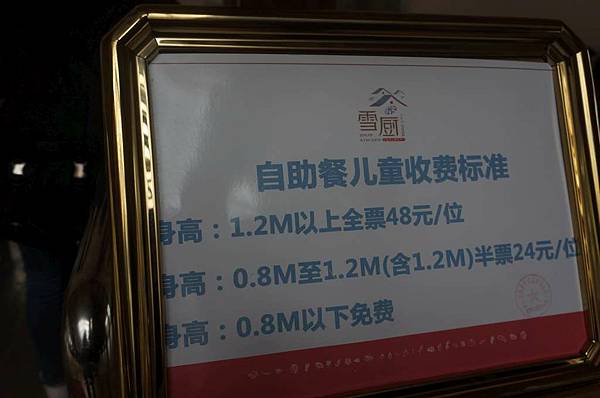 雪厨
自助餐儿童收费标准
身高：1.2M以上全票48元/位
身高：0.8M至1.2M(含1.2M)半票24元/位
身高：0.8M以下免费